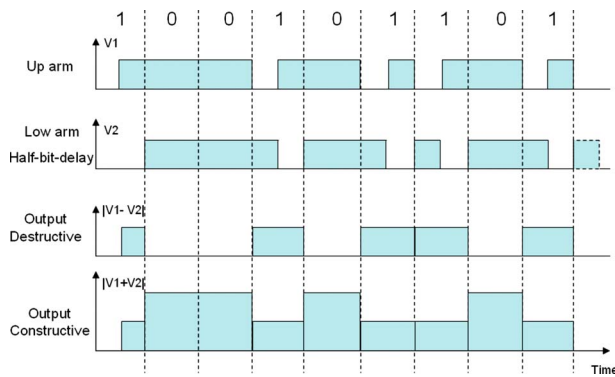 1 0 0 1 0 1 1 0 1
V1
Up arm
Low arm
V2
Half-bit-delay
|V1- V2|
Output
Destructive
|V1+V2|
Output
Constructive
Time